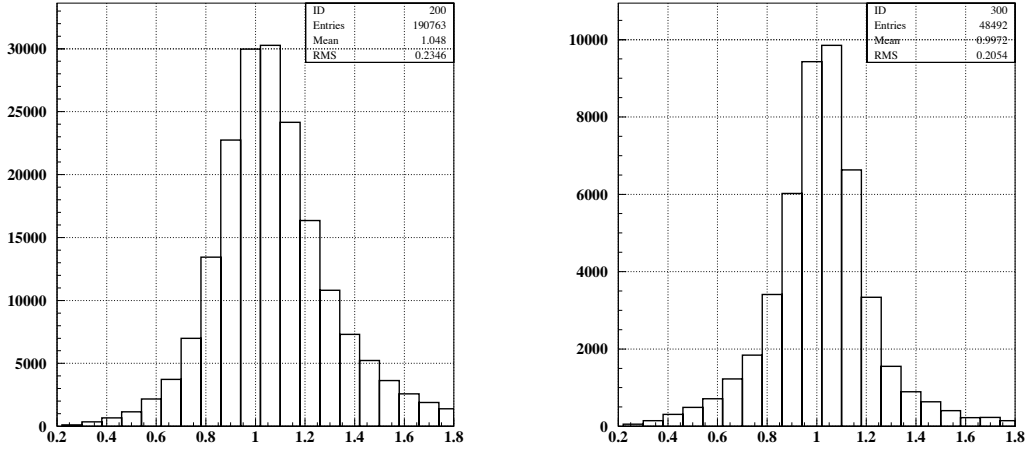 ID 200
Entries 190763
Mean 1.048
RMS 0.2346
30000
25000
20000
15000
10000
5000
0
0.2 0.4 0.6 0.8 1 1.2 1.4 1.6 1.8
ID 300
Entries 48492
Mean 0.9972
RMS 0.2054
10000
8000
6000
4000
2000
0
0.2 0.4 0.6 0.8 1 1.2 1.4 1.6 1.8